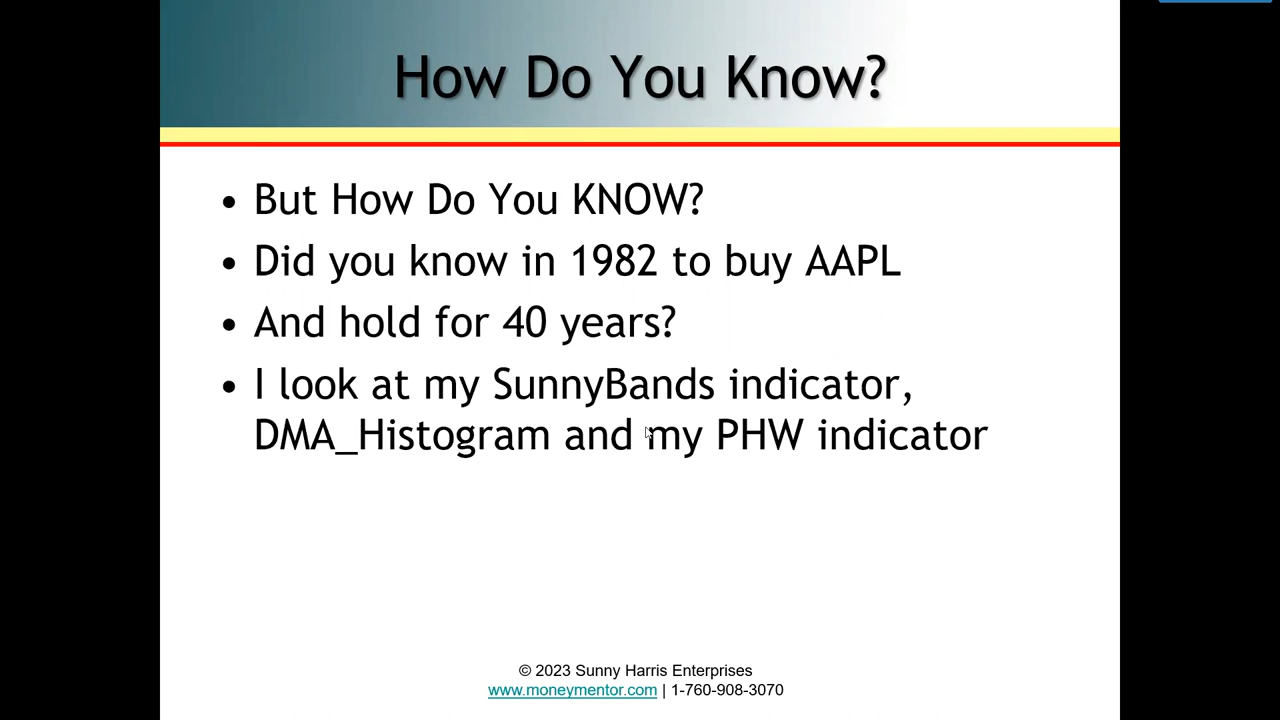 How Do You Know?
• But How Do You KNOW?
• Did you know in 1982 to buy AAPL
• And hold for 40 years?
• I look at my SunnyBands indicator,
DMA_Histogram and my PHW indicator
© 2023 Sunny Harris Enterprises
www.moneymentor.com | 1-760-908-3070